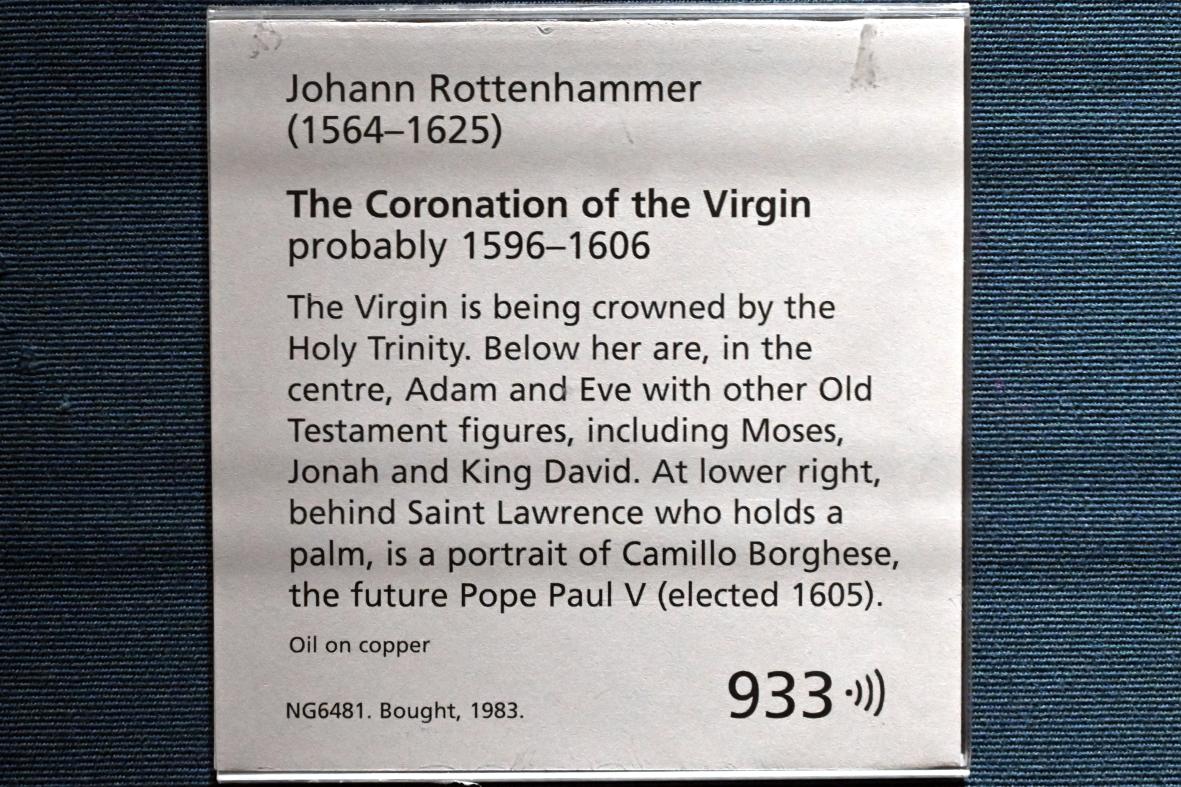 Johann Rottenhammer
(1564–1625)
The Coronation of the Virgin
probably 1596–1606
The Virgin is being crowned by the
Holy Trinity. Below her are, in the
centre, Adam and Eve with other Old
Testament figures, including Moses,
Jonah and King David. At lower right,
behind Saint Lawrence who holds a
palm, is a portrait of Camillo Borghese,
the future Pope Paul V (elected 1605).
Oil on copper
933
NG6481. Bought, 1983.